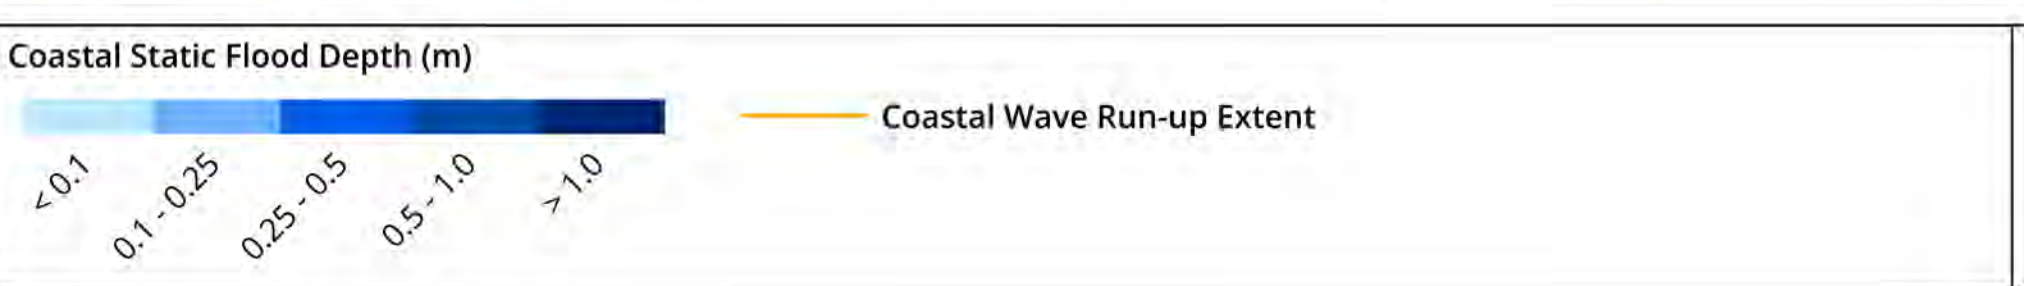 Coastal Static Flood Depth (m)
Coastal Wave Run-up Extent
< 0.1
0.1 - 0.25
0.25 - 0.5
0.5 - 1.0
> 1.0